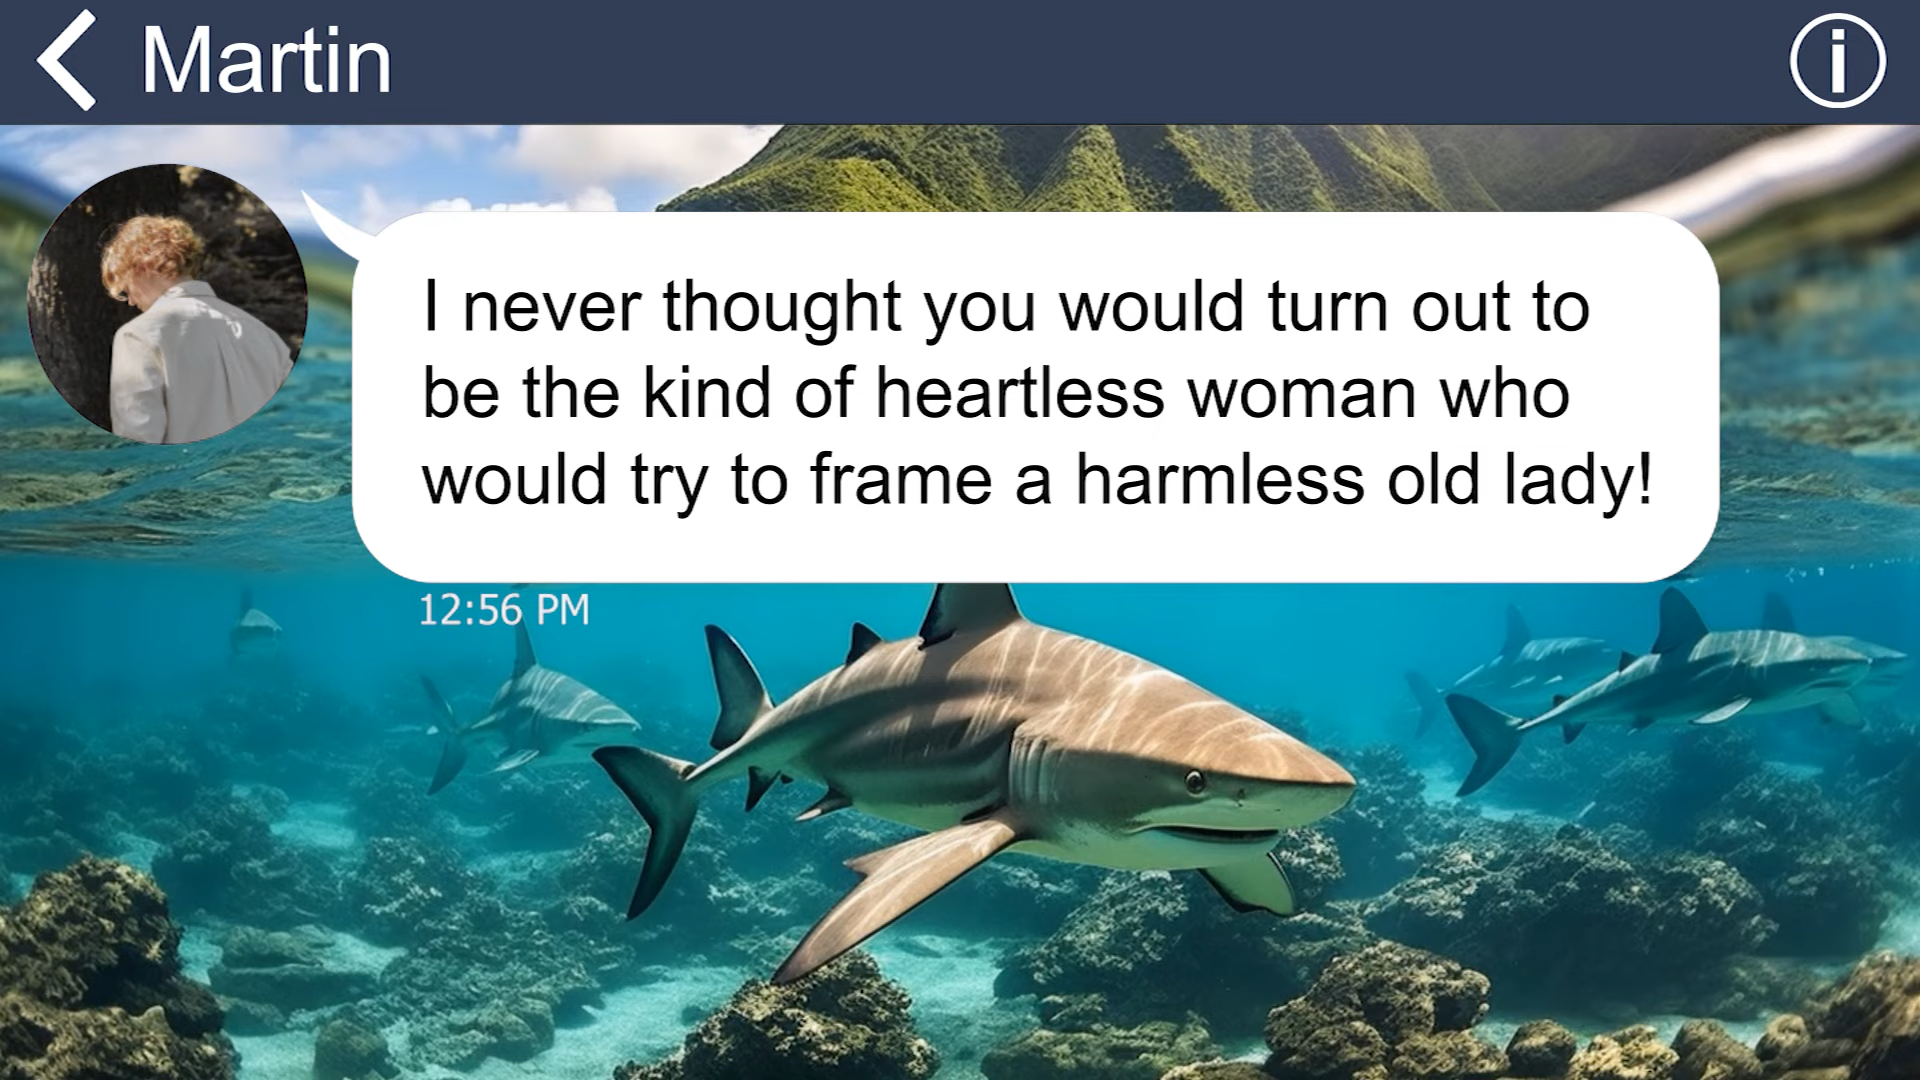 Martin
I never thought you would turn out to
be the kind of heartless woman who
would try to frame a harmless old lady!
12:56 PM